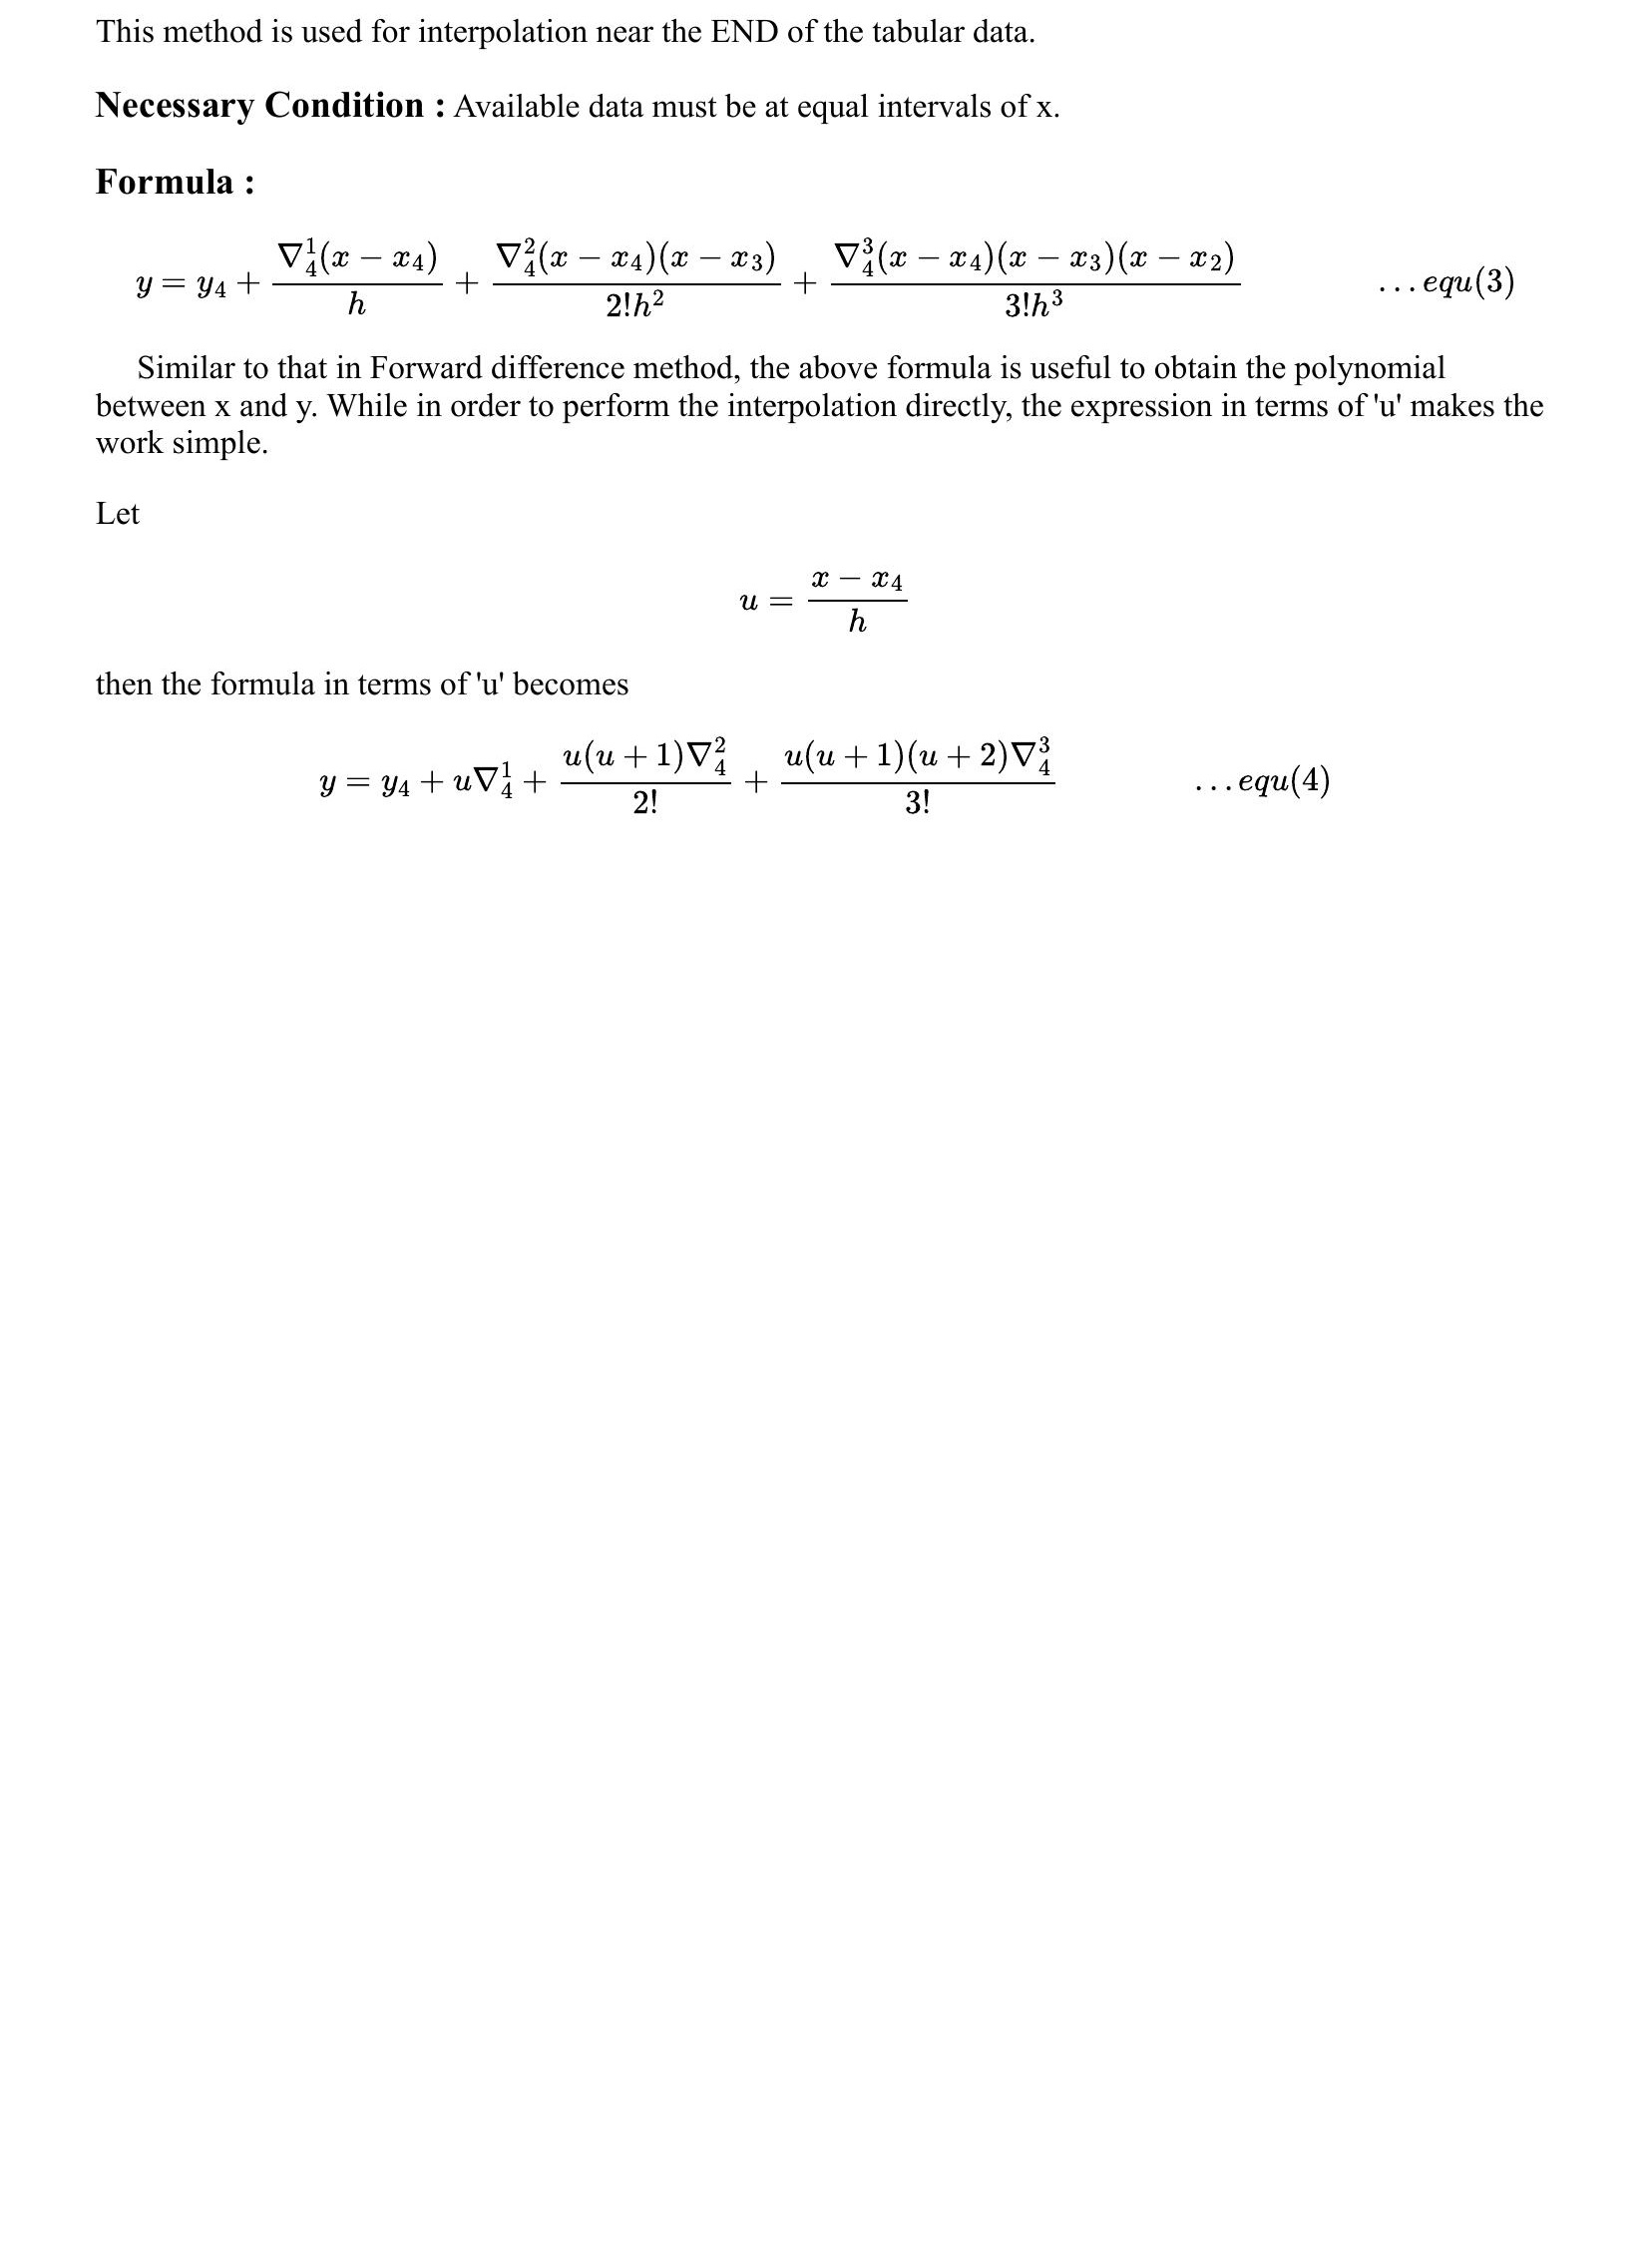 This method is used for interpolation near the END of the tabular data.
Necessary Condition : Available data must be at equal intervals of x.
Formula :
$y = y_4 + \frac{\nabla_4^1(x - x_4)}{h} + \frac{\nabla_4^2(x - x_4)(x - x_3)}{2!h^2} + \frac{\nabla_4^3(x - x_4)(x - x_3)(x - x_2)}{3!h^3} \qquad \ldots equ(3)$
Similar to that in Forward difference method, the above formula is useful to obtain the polynomial
between x and y. While in order to perform the interpolation directly, the expression in terms of 'u' makes the
work simple.
Let
$u = \frac{x - x_4}{h}$
then the formula in terms of 'u' becomes
$y = y_4 + u\nabla_4^1 + \frac{u(u + 1)\nabla_4^2}{2!} + \frac{u(u + 1)(u + 2)\nabla_4^3}{3!} \qquad \ldots equ(4)$